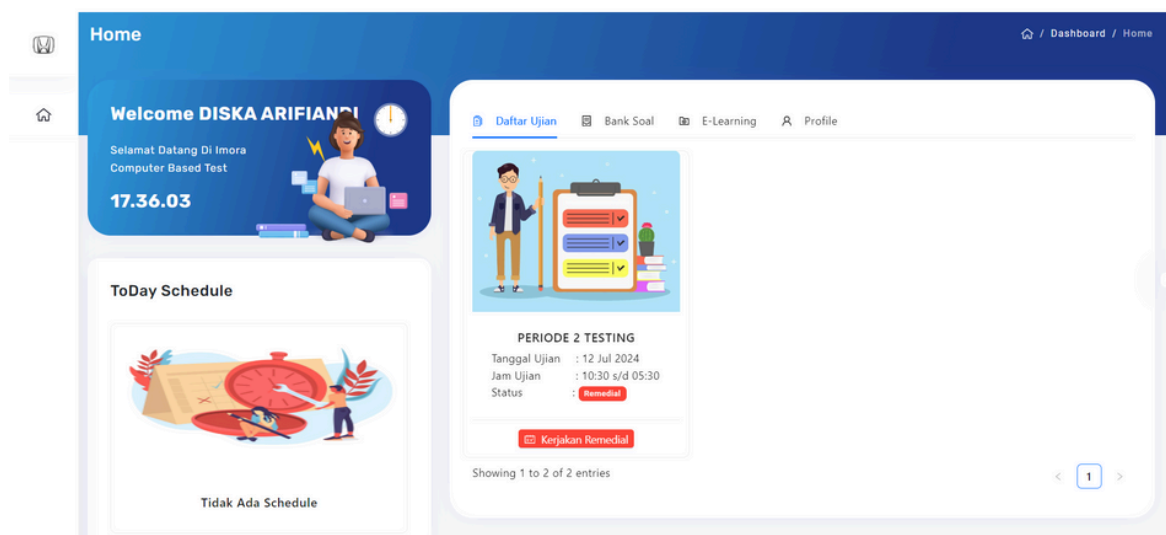 Home
/ Dashboard / Home
Welcome DISKA ARIFIANDI
Selamat Datang Di Imora
Computer Based Test
17.36.03
ToDay Schedule
Tidak Ada Schedule
Daftar Ujian
Bank Soal
E-Learning
Profile
PERIODE 2 TESTING
Tanggal Ujian : 12 Jul 2024
Jam Ujian : 10:30 s/d 05:30
Status : Remedial
Kerjakan Remedial
Showing 1 to 2 of 2 entries
< 1 >